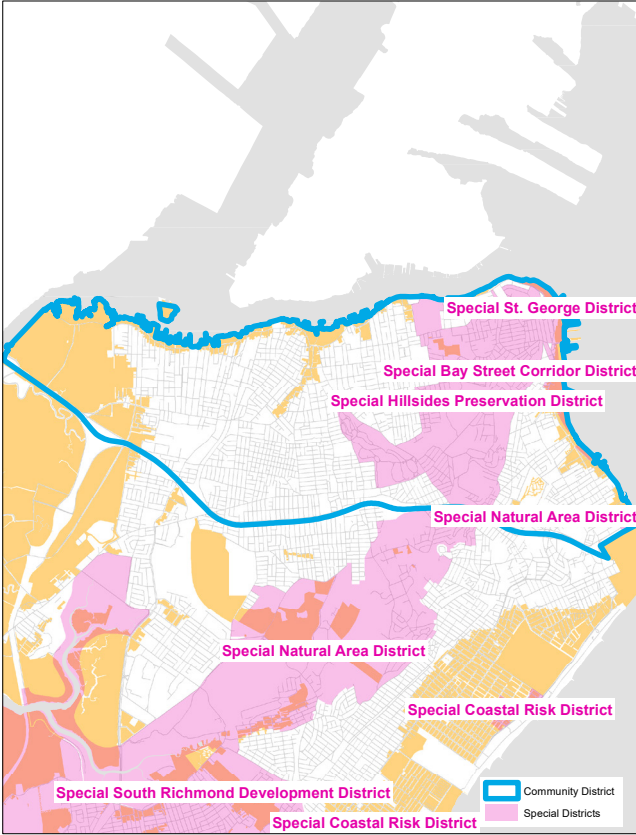 Special St. George District
Special Bay Street Corridor District
Special Hillsides Preservation District
Special Natural Area District
Special Natural Area District
Special Coastal Risk District
Special South Richmond Development District
Special Coastal Risk District
Community District
Special Districts